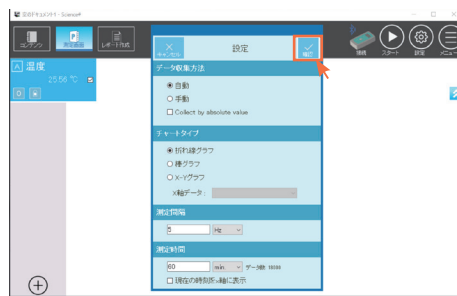 空のドキュメント1 - Science#
コンテンツ
測定画面
レポート作成
キャンセル
設定
確定
接続
スタート
設定
メニュー
A 温度
25.56 ℃
データ収集方法
自動
手動
Collect by absolute value
チャートタイプ
折れ線グラフ
棒グラフ
X-Yグラフ
X軸データ:
測定間隔
5 Hz
測定時間
60 min. データ数: 18000
現在の時刻をx軸に表示